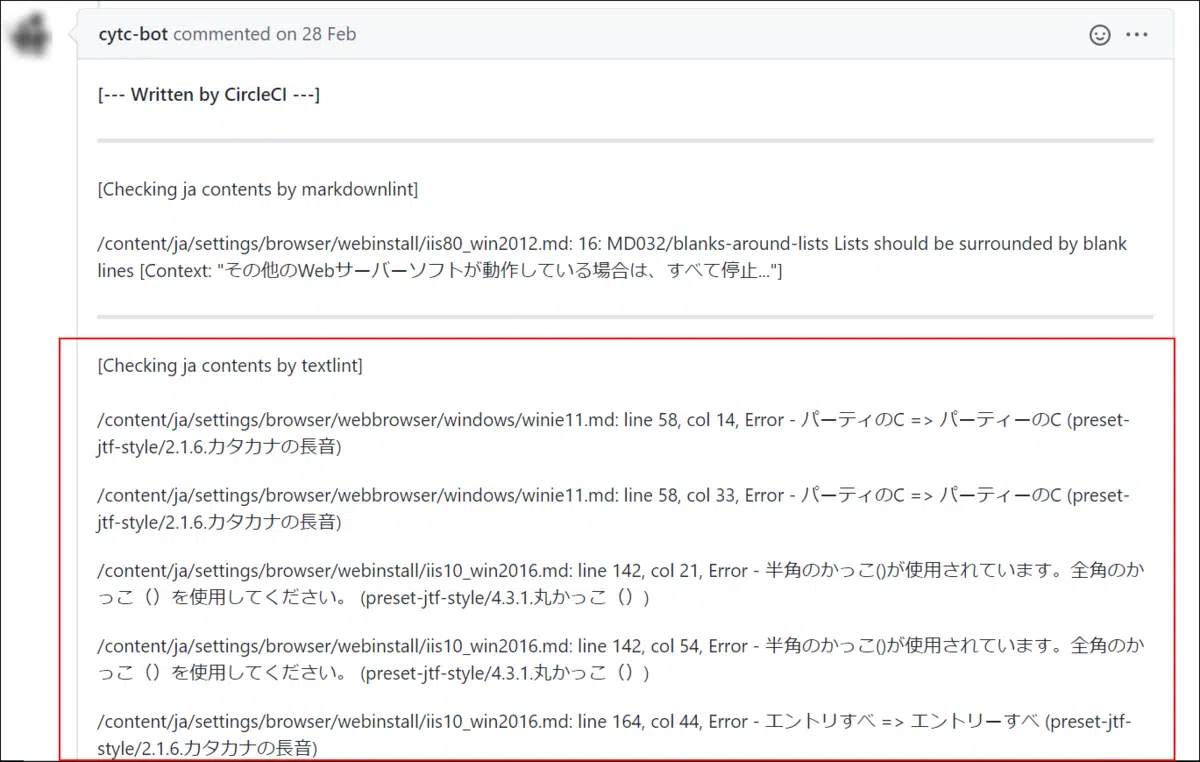 cytc-bot commented on 28 Feb
[--- Written by CircleCI ---]
[Checking ja contents by markdownlint]
/content/ja/settings/browser/webinstall/iis80_win2012.md: 16: MD032/blanks-around-lists Lists should be surrounded by blank
lines [Context: "その他のWebサーバーソフトが動作している場合は、すべて停止..."]
[Checking ja contents by textlint]
/content/ja/settings/browser/webbrowser/windows/winie11.md: line 58, col 14, Error - パーティのC => パーティーのC (preset-
jtf-style/2.1.6.カタカナの長音)
/content/ja/settings/browser/webbrowser/windows/winie11.md: line 58, col 33, Error - パーティのC => パーティーのC (preset-
jtf-style/2.1.6.カタカナの長音)
/content/ja/settings/browser/webinstall/iis10_win2016.md: line 142, col 21, Error - 半角のかっこ()が使用されています。全角のか
っこ（）を使用してください。 (preset-jtf-style/4.3.1.丸かっこ（）)
/content/ja/settings/browser/webinstall/iis10_win2016.md: line 142, col 54, Error - 半角のかっこ()が使用されています。全角のか
っこ（）を使用してください。 (preset-jtf-style/4.3.1.丸かっこ（）)
/content/ja/settings/browser/webinstall/iis10_win2016.md: line 164, col 44, Error - エントリすべ => エントリーすべ (preset-jtf-
style/2.1.6.カタカナの長音)